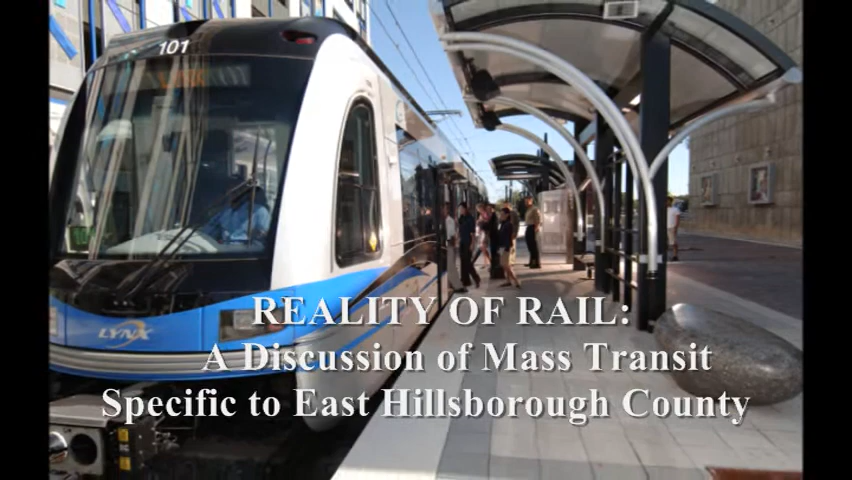 101
LYNX
REALITY OF RAIL:
A Discussion of Mass Transit
Specific to East Hillsborough County